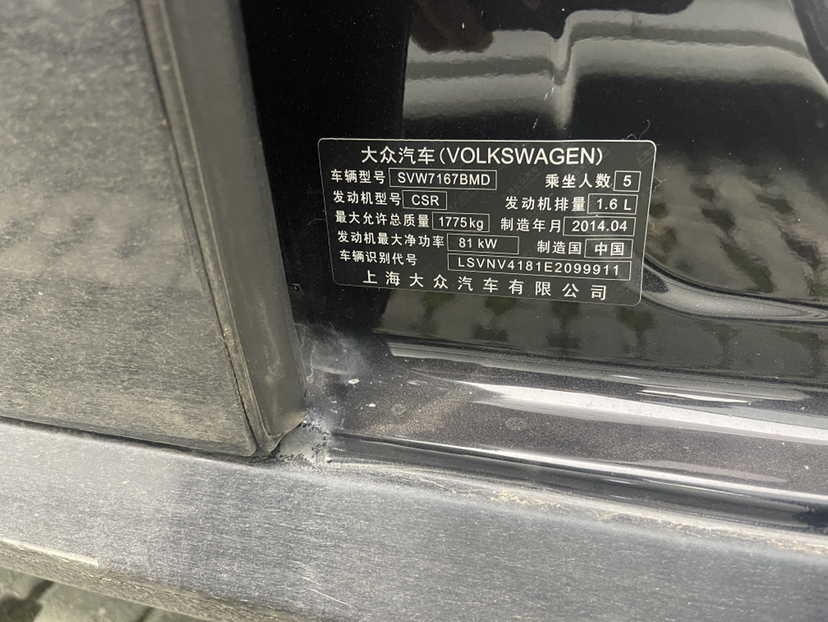 大众汽车(VOLKSWAGEN)
车辆型号 SVW7167BMD 乘坐人数 5
发动机型号 CSR 发动机排量 1.6 L
最大允许总质量 1775kg 制造年月 2014.04
发动机最大净功率 81 kW 制造国 中国
车辆识别代号 LSVNV4181E2099911
上海大众汽车有限公司